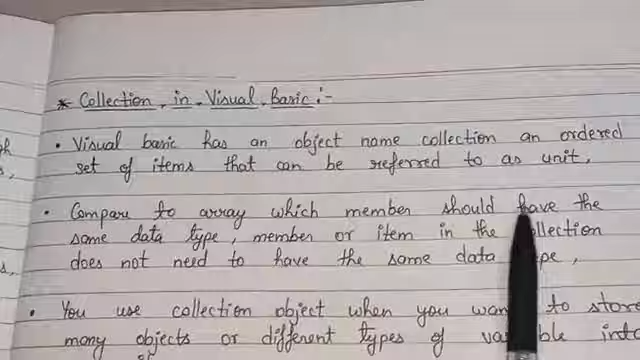 * Collection in Visual Basic :-
• Visual basic has an object name collection an ordered
set of items that can be referred to as unit,
• Compare to array which member should have the
same data type, member or item in the collection
does not need to have the same data type,
• You use collection object when you want to store
many objects or different types of variable into